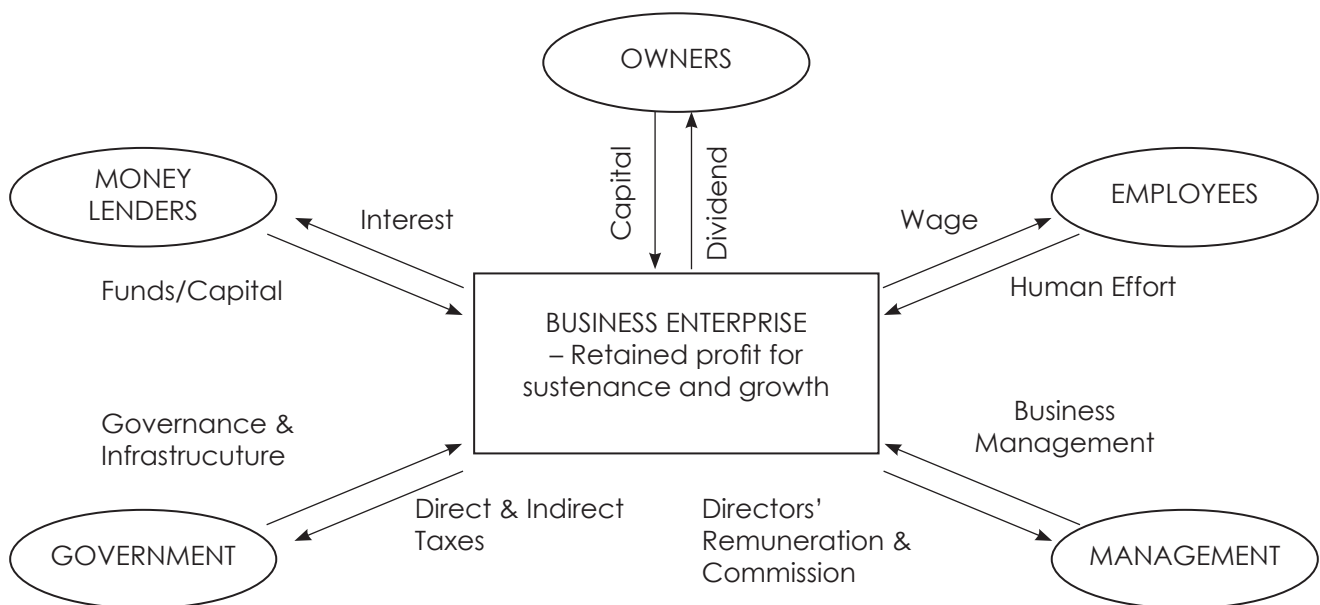 OWNERS
MONEY
LENDERS
Interest
Capital
Dividend
Wage
EMPLOYEES
Funds/Capital
Human Effort
BUSINESS ENTERPRISE
– Retained profit for
sustenance and growth
Governance &
Infrastrucuture
Business
Management
Direct & Indirect
Taxes
Directors’
Remuneration &
Commission
GOVERNMENT
MANAGEMENT